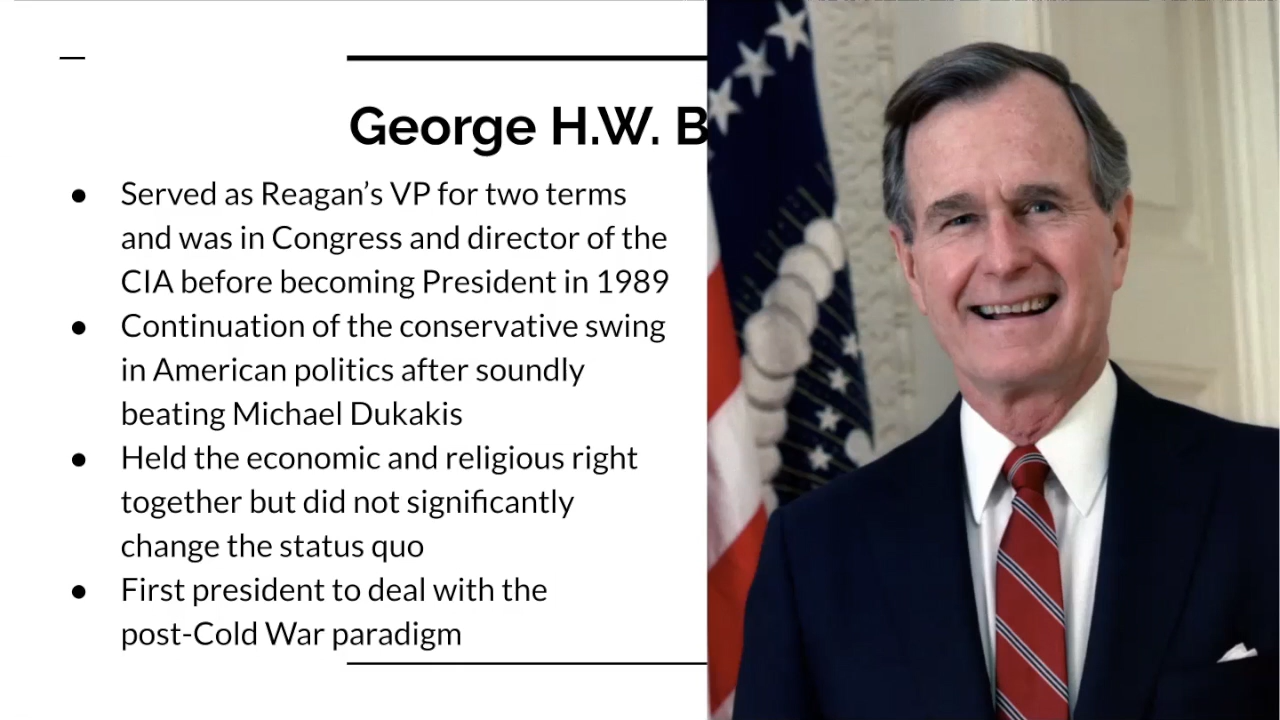 George H.W. B
● Served as Reagan’s VP for two terms
and was in Congress and director of the
CIA before becoming President in 1989
● Continuation of the conservative swing
in American politics after soundly
beating Michael Dukakis
● Held the economic and religious right
together but did not significantly
change the status quo
● First president to deal with the
post-Cold War paradigm